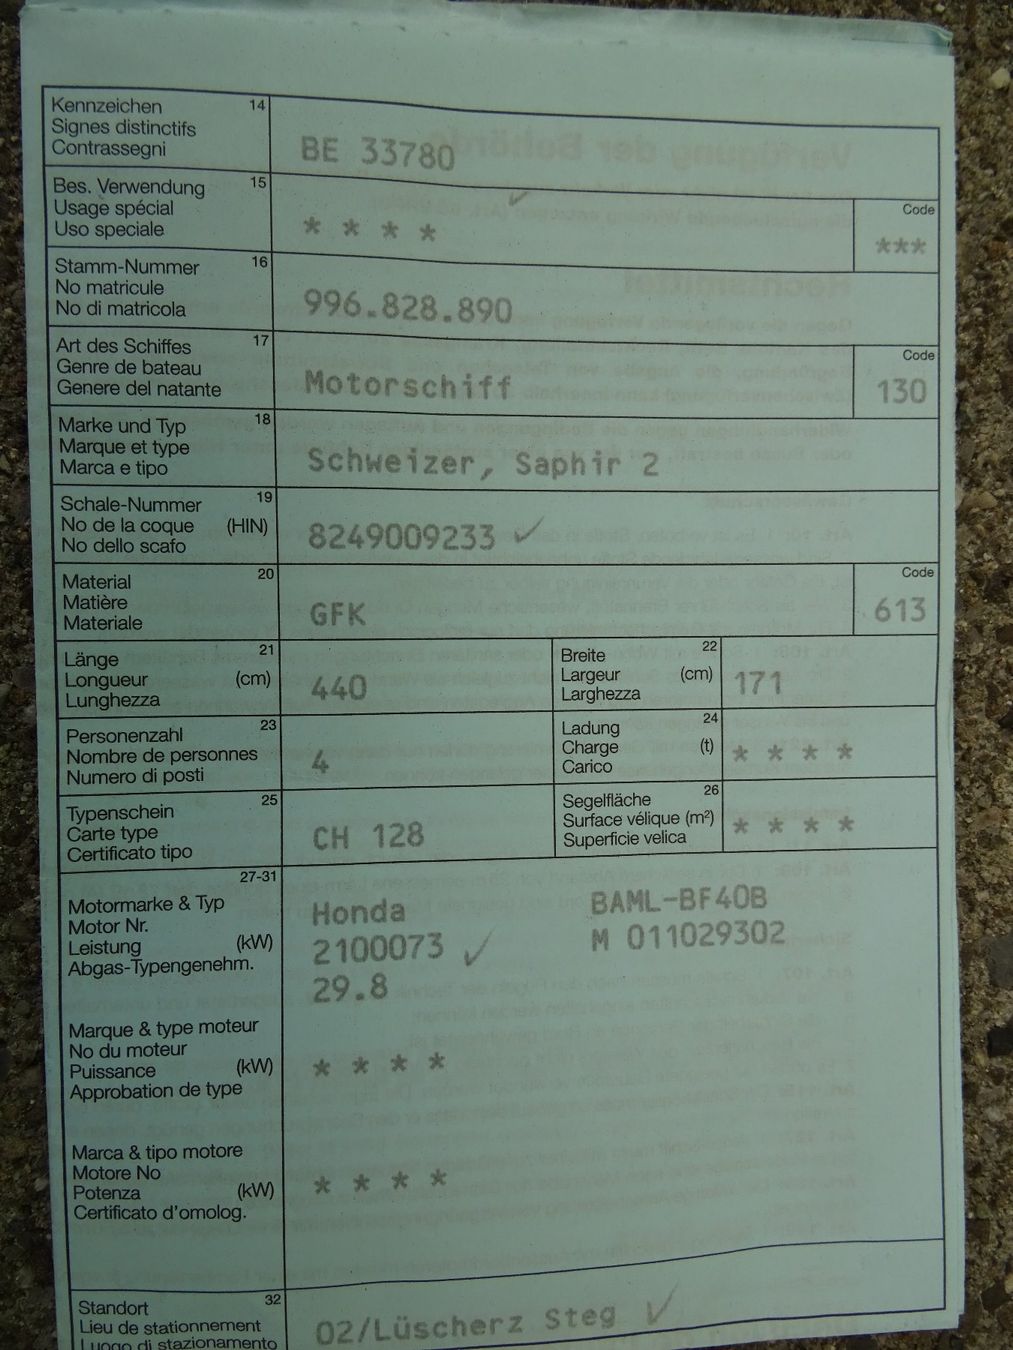 Kennzeichen 14
Signes distinctifs
Contrassegni
BE 33780
Bes. Verwendung 15
Usage spécial
Uso speciale
* * * *
Code
***
Stamm-Nummer 16
No matricule
No di matricola
996.828.890
Art des Schiffes 17
Genre de bateau
Genere del natante
Motorschiff
Code
130
Marke und Typ 18
Marque et type
Marca e tipo
Schweizer, Saphir 2
Schale-Nummer 19
No de la coque (HIN)
No dello scafo
8249009233 ✓
Material 20
Matière
Materiale
GFK
Code
613
Länge 21
Longueur (cm)
Lunghezza
440
Breite 22
Largeur (cm)
Larghezza
171
Personenzahl 23
Nombre de personnes
Numero di posti
4
Ladung 24
Charge (t)
Carico
* * * *
Typenschein 25
Carte type
Certificato tipo
CH 128
Segelfläche 26
Surface vélique (m²)
Superficie velica
* * * *
27-31
Motormarke & Typ
Motor Nr.
Leistung (kW)
Abgas-Typengenehm.
Honda BAML-BF40B
2100073 ✓ M 011029302
29.8
Marque & type moteur
No du moteur
Puissance (kW)
Approbation de type
* * * *
Marca & tipo motore
Motore No
Potenza (kW)
Certificato d'omolog.
* * * *
Standort 32
Lieu de stationnement
Luogo di stazionamento
02/Lüscherz Steg ✓